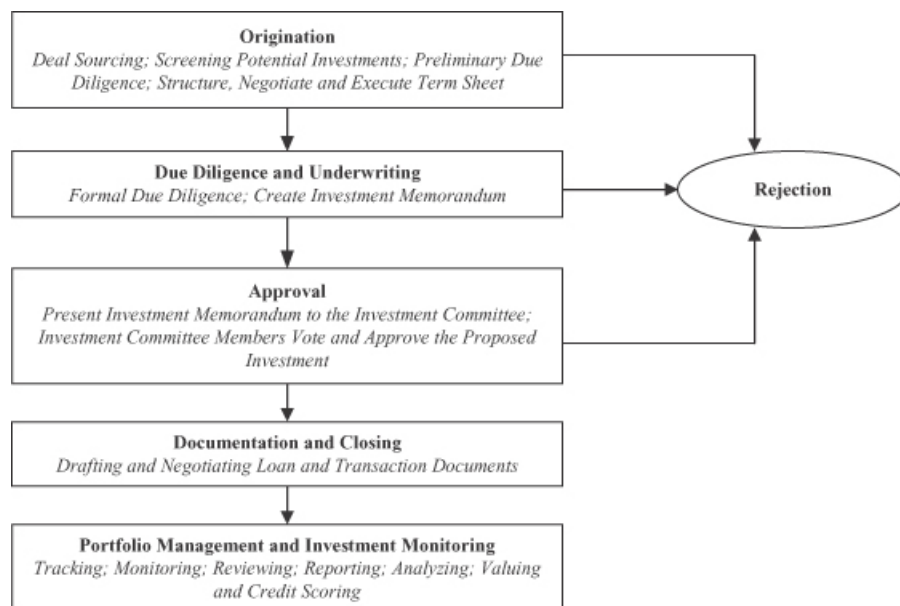 Origination
Deal Sourcing; Screening Potential Investments; Preliminary Due
Diligence; Structure, Negotiate and Execute Term Sheet
Due Diligence and Underwriting
Formal Due Diligence; Create Investment Memorandum
Rejection
Approval
Present Investment Memorandum to the Investment Committee;
Investment Committee Members Vote and Approve the Proposed
Investment
Documentation and Closing
Drafting and Negotiating Loan and Transaction Documents
Portfolio Management and Investment Monitoring
Tracking; Monitoring; Reviewing; Reporting; Analyzing; Valuing
and Credit Scoring